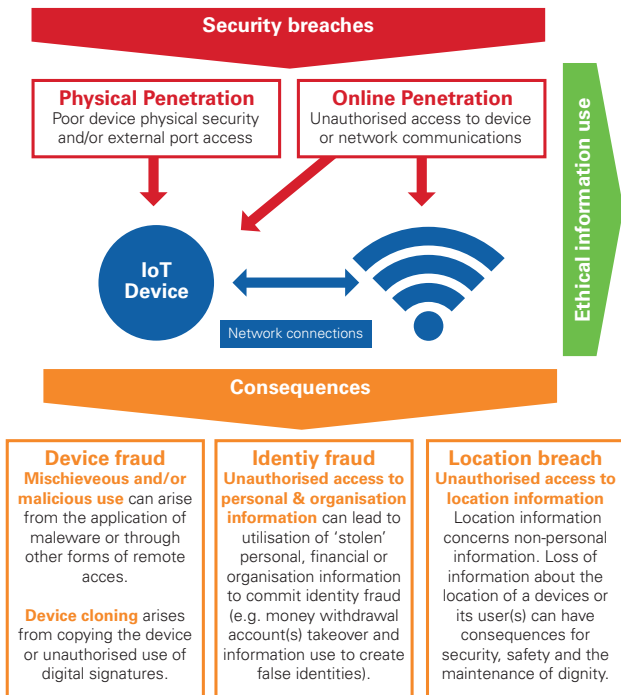 Security breaches
Physical Penetration
Poor device physical security
and/or external port access
Online Penetration
Unauthorised access to device
or network communications
Ethical information use
IoT
Device
Network connections
Consequences
Device fraud
Mischieveous and/or
malicious use can arise
from the application of
maleware or through
other forms of remote
acces.
Device cloning arises
from copying the device
or unauthorised use of
digital signatures.
Identiy fraud
Unauthorised access to
personal & organisation
information can lead to
utilisation of ‘stolen’
personal, financial or
organisation information
to commit identity fraud
(e.g. money withdrawal
account(s) takeover and
information use to create
false identities).
Location breach
Unauthorised access to
location information
Location information
concerns non-personal
information. Loss of
information about the
location of a devices or
its user(s) can have
consequences for
security, safety and the
maintenance of dignity.